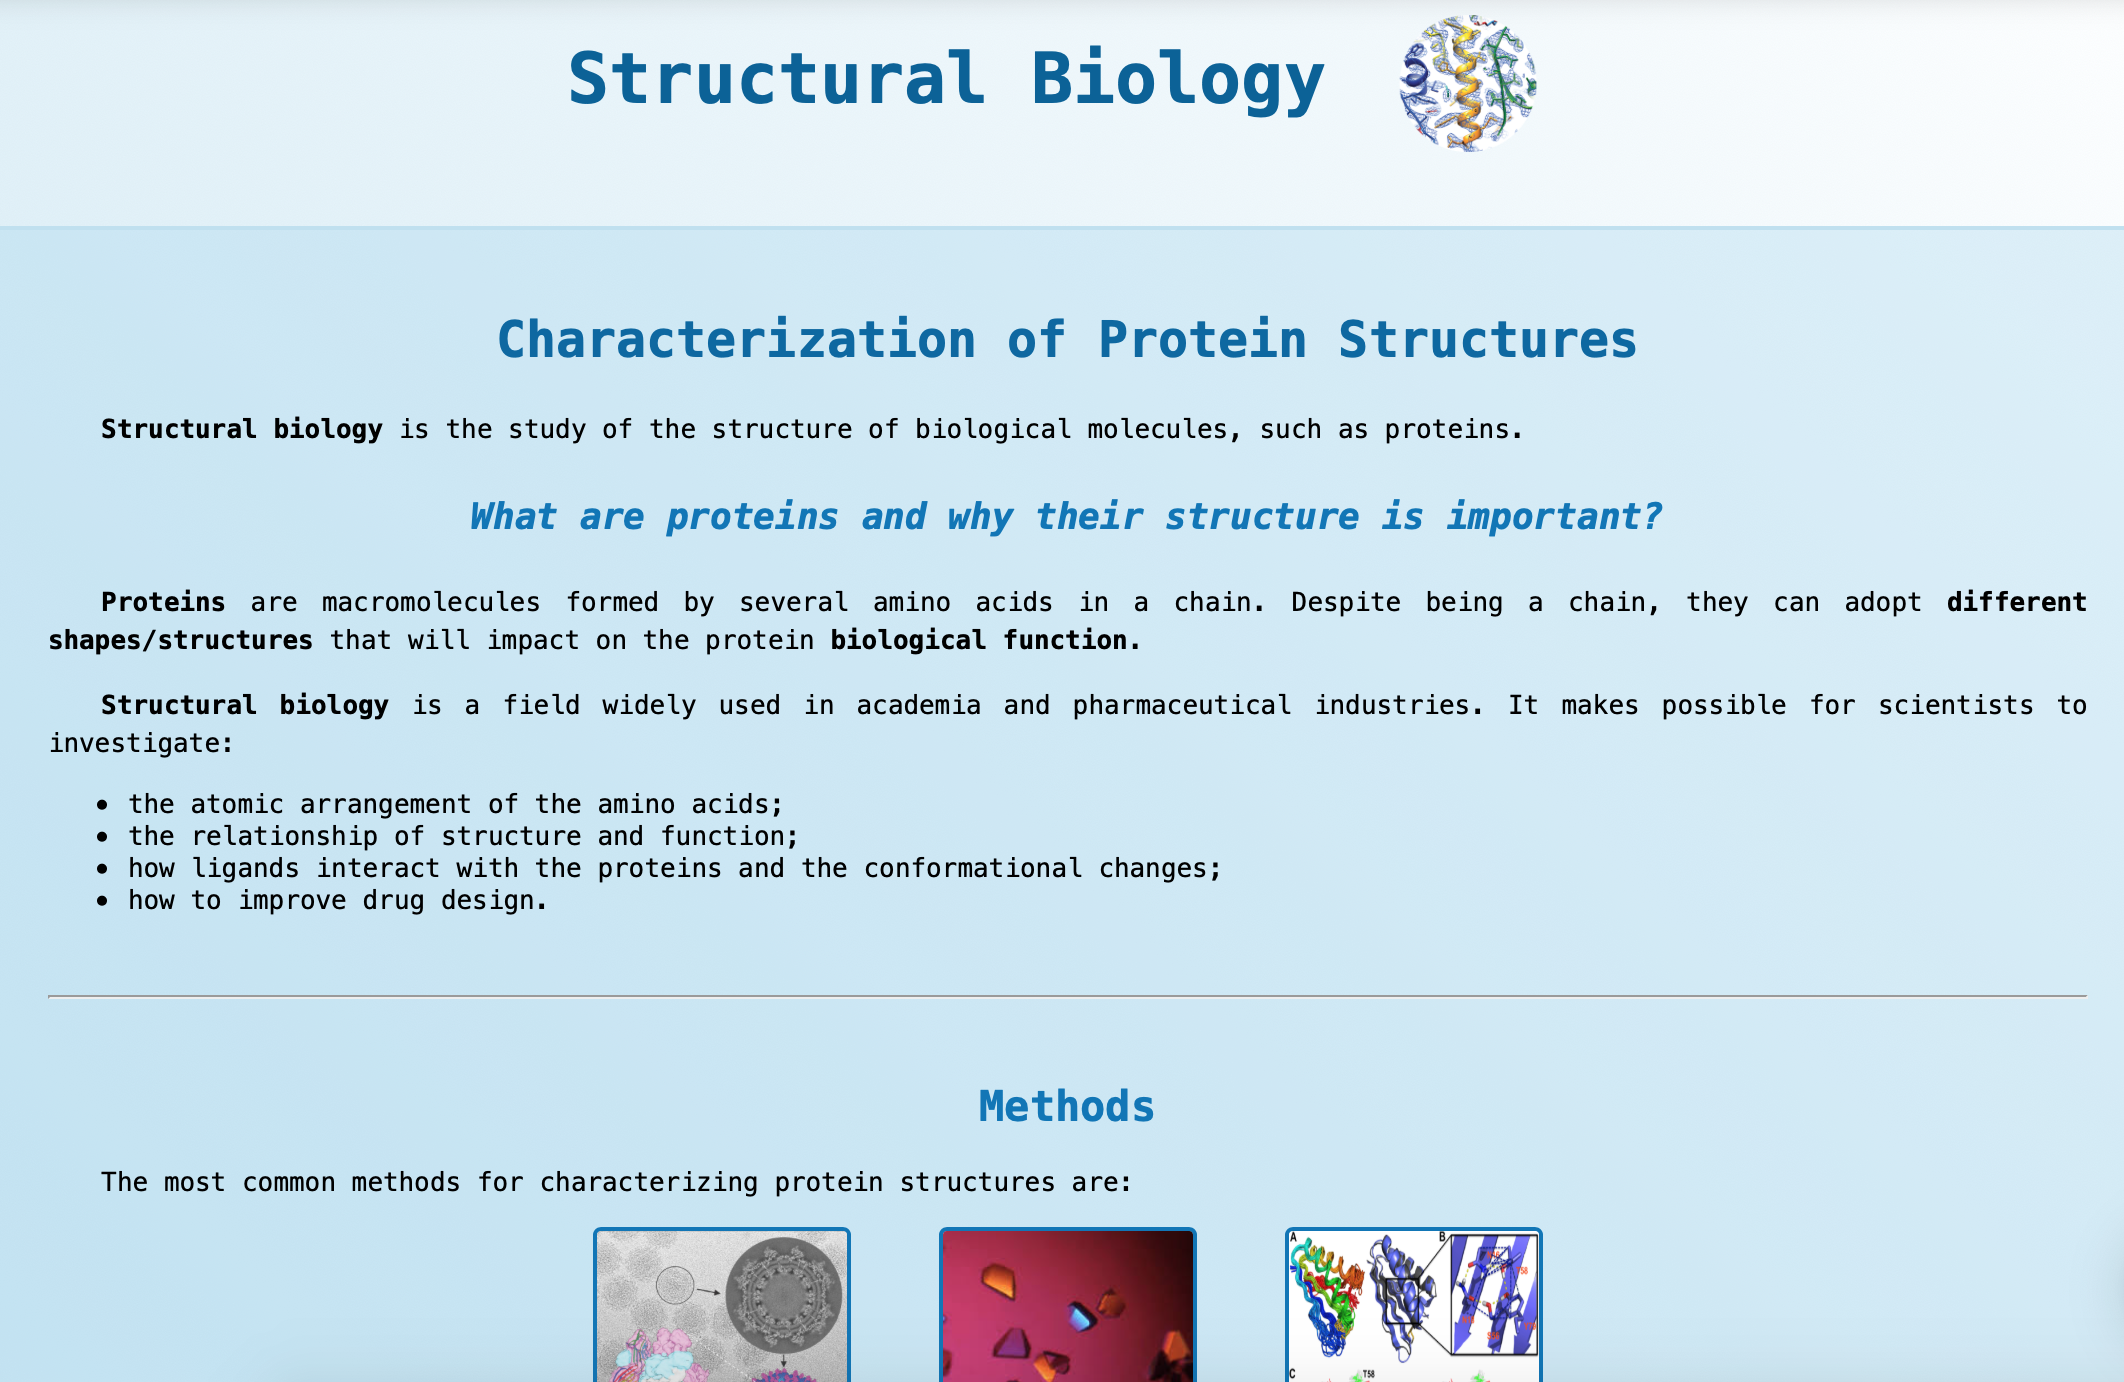 Structural Biology
Characterization of Protein Structures
Structural biology is the study of the structure of biological molecules, such as proteins.
What are proteins and why their structure is important?
Proteins are macromolecules formed by several amino acids in a chain. Despite being a chain, they can adopt different
shapes/structures that will impact on the protein biological function.
Structural biology is a field widely used in academia and pharmaceutical industries. It makes possible for scientists to
investigate:
• the atomic arrangement of the amino acids;
• the relationship of structure and function;
• how ligands interact with the proteins and the conformational changes;
• how to improve drug design.
Methods
The most common methods for characterizing protein structures are:
A
B
C
T58